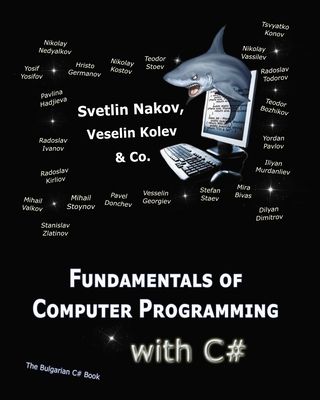 Nikolay
Nedyalkov
Yosif
Yosifov
Hristo
Germanov
Nikolay
Kostov
Teodor
Stoev
Tsvyatko
Konov
Nikolay
Vassilev
Radoslav
Todorov
Pavlina
Hadjieva
Teodor
Bozhikov
Svetlin Nakov,
Veselin Kolev
& Co.
Radoslav
Ivanov
Yordan
Pavlov
Radoslav
Kirliov
Iliyan
Murdanliev
Mihail
Valkov
Mihail
Stoynov
Pavel
Donchev
Vesselin
Georgiev
Stefan
Staev
Mira
Bivas
Dilyan
Dimitrov
Stanislav
Zlatinov
FUNDAMENTALS OF
COMPUTER PROGRAMMING
with C#
The Bulgarian C# Book